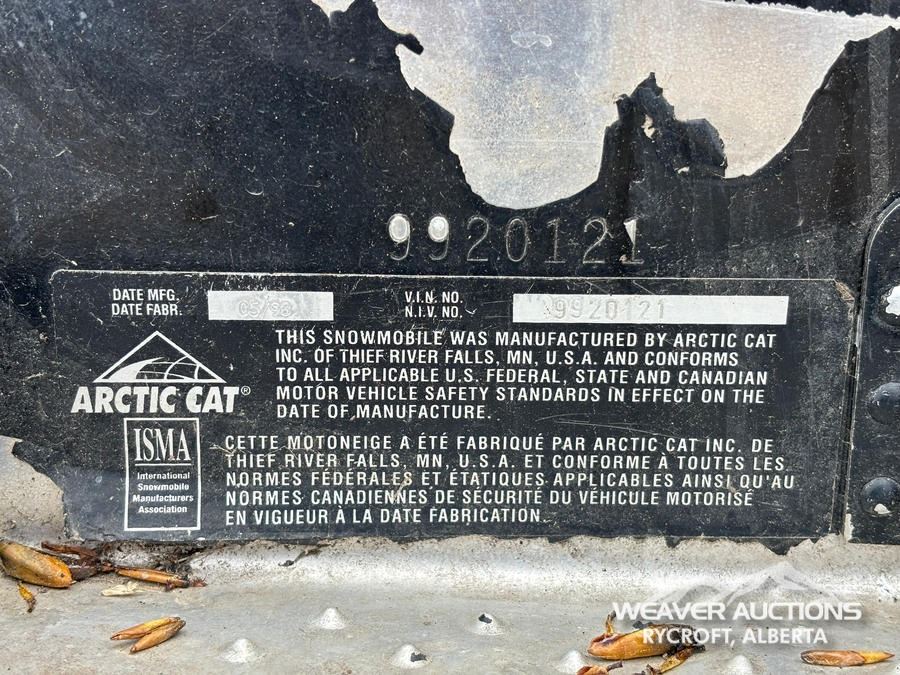 9920121
DATE MFG.
DATE FABR.
05/98
V.I.N. NO.
N.I.V. NO.
9920121
THIS SNOWMOBILE WAS MANUFACTURED BY ARCTIC CAT
INC. OF THIEF RIVER FALLS, MN, U.S.A. AND CONFORMS
TO ALL APPLICABLE U.S. FEDERAL, STATE AND CANADIAN
MOTOR VEHICLE SAFETY STANDARDS IN EFFECT ON THE
DATE OF MANUFACTURE.
ARCTIC CAT®
ISMA
International
Snowmobile
Manufacturers
Association
CETTE MOTONEIGE A ÉTÉ FABRIQUÉ PAR ARCTIC CAT INC. DE
THIEF RIVER FALLS, MN, U.S.A. ET CONFORME À TOUTES LES
NORMES FÉDÉRALES ET ÉTATIQUES APPLICABLES AINSI QU'AU
NORMES CANADIENNES DE SÉCURITÉ DU VÉHICULE MOTORISÉ
EN VIGUEUR À LA DATE FABRICATION.
WEAVER AUCTIONS
RYCROFT, ALBERTA